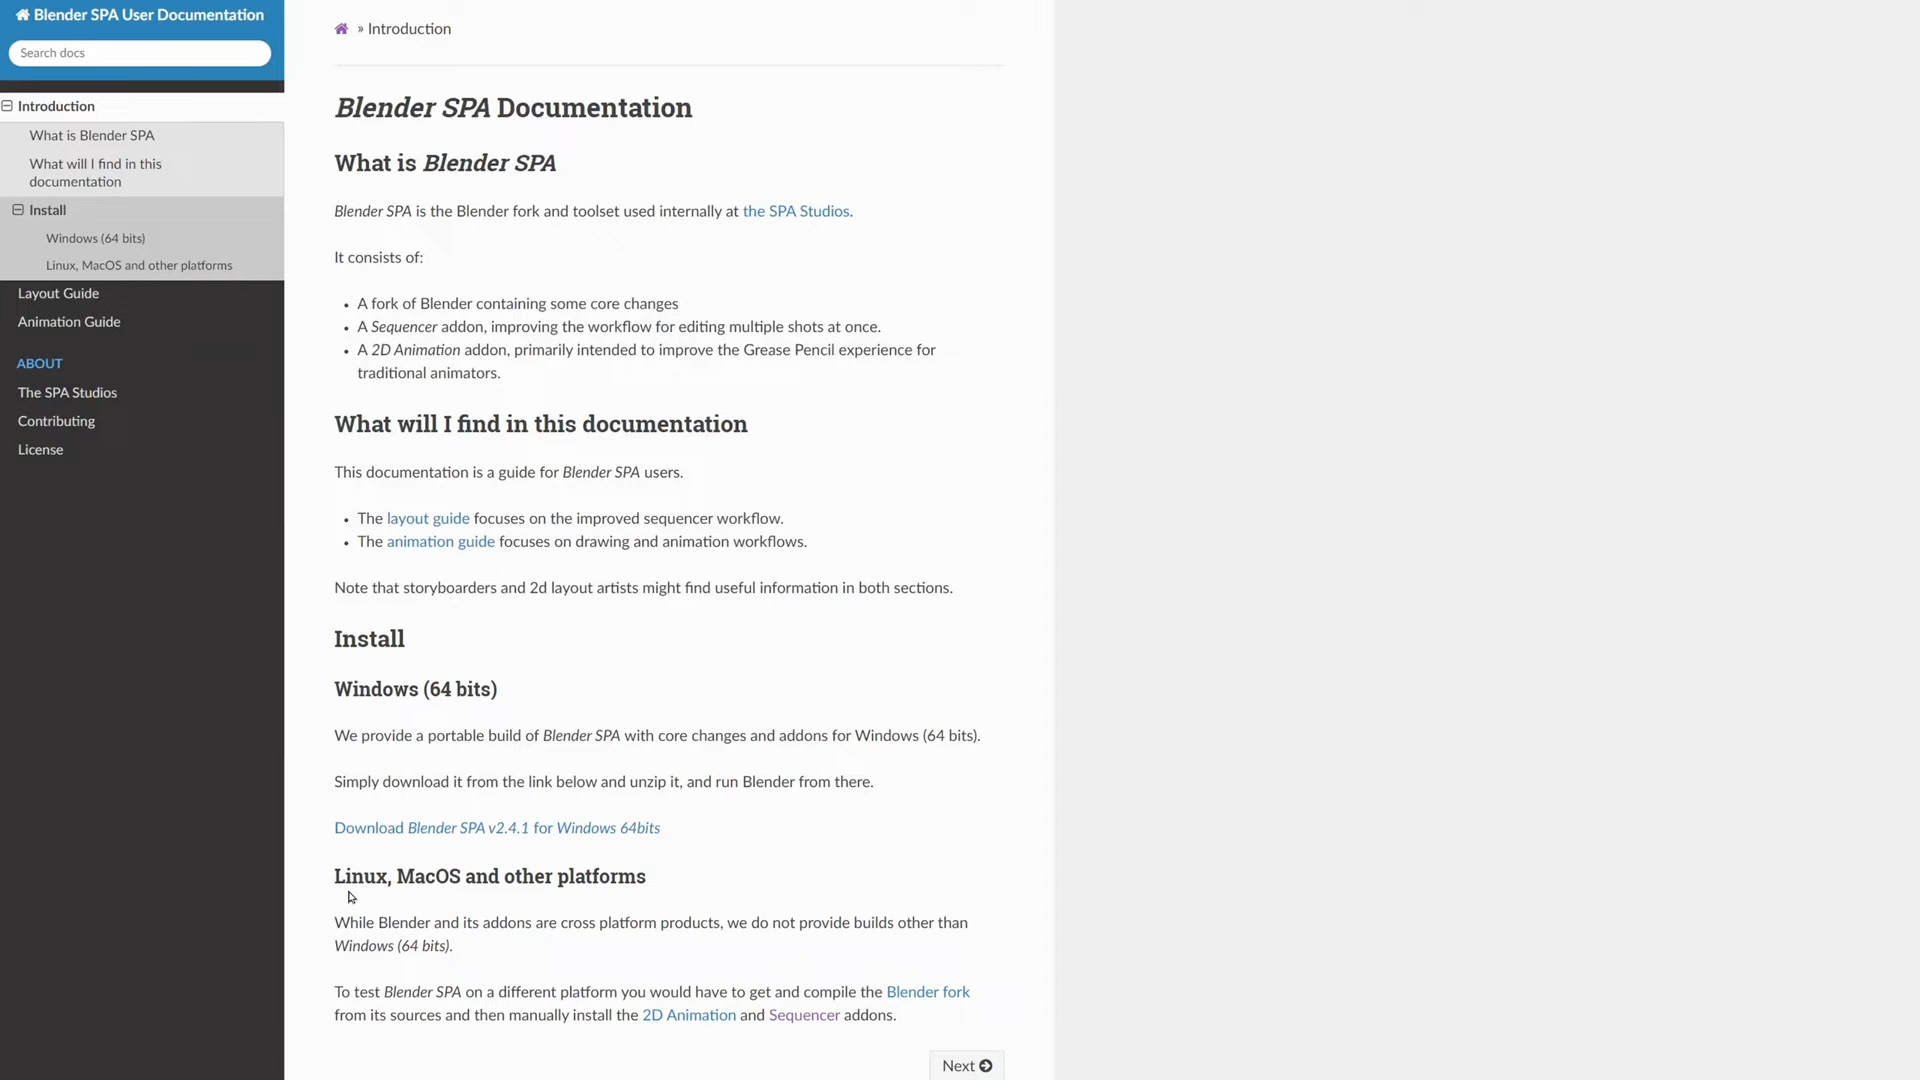 Blender SPA User Documentation
Search docs
Introduction
What is Blender SPA
What will I find in this
documentation
Install
Windows (64 bits)
Linux, MacOS and other platforms
Layout Guide
Animation Guide
ABOUT
The SPA Studios
Contributing
License
» Introduction
Blender SPA Documentation
What is Blender SPA
Blender SPA is the Blender fork and toolset used internally at the SPA Studios.
It consists of:
• A fork of Blender containing some core changes
• A Sequencer addon, improving the workflow for editing multiple shots at once.
• A 2D Animation addon, primarily intended to improve the Grease Pencil experience for
traditional animators.
What will I find in this documentation
This documentation is a guide for Blender SPA users.
• The layout guide focuses on the improved sequencer workflow.
• The animation guide focuses on drawing and animation workflows.
Note that storyboarders and 2d layout artists might find useful information in both sections.
Install
Windows (64 bits)
We provide a portable build of Blender SPA with core changes and addons for Windows (64 bits).
Simply download it from the link below and unzip it, and run Blender from there.
Download Blender SPA v2.4.1 for Windows 64bits
Linux, MacOS and other platforms
While Blender and its addons are cross platform products, we do not provide builds other than
Windows (64 bits).
To test Blender SPA on a different platform you would have to get and compile the Blender fork
from its sources and then manually install the 2D Animation and Sequencer addons.
Next